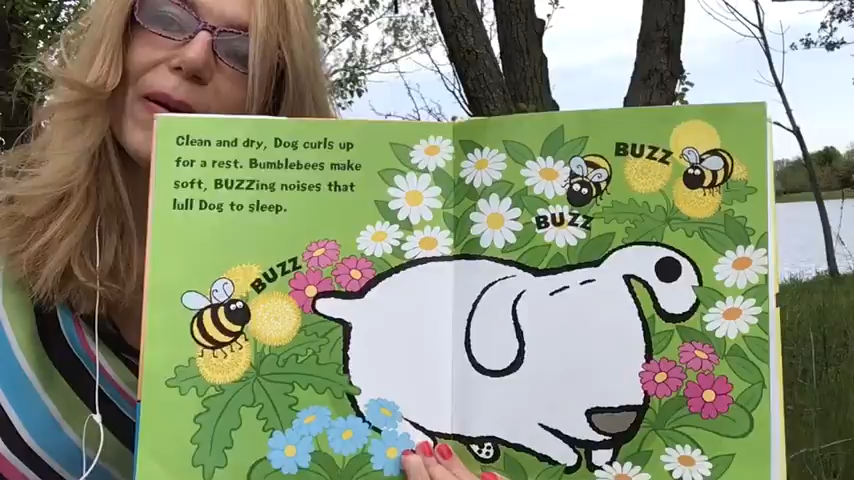 Clean and dry, Dog curls up
for a rest. Bumblebees make
soft, BUZZing noises that
lull Dog to sleep.
BUZZ
BUZZ
BUZZ